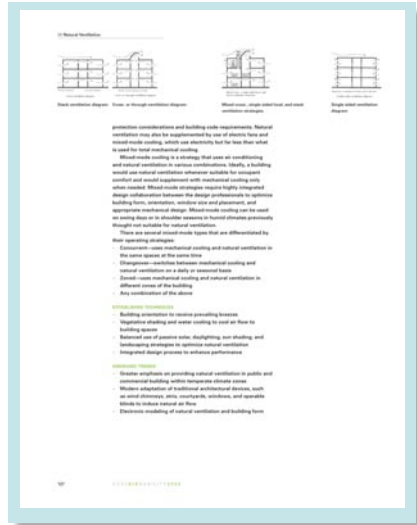 Natural Ventilation
Stack ventilation diagram
Cross- or through ventilation diagram
Mixed cross-, single-sided local, and stack
ventilation strategies
Single-sided ventilation
diagram
protection considerations and building code requirements. Natural
ventilation may also be supplemented by use of electric fans and
mixed-mode cooling, which use electricity but far less than what
is used for total mechanical cooling.
Mixed-mode cooling is a strategy that uses air conditioning
and natural ventilation in various combinations. Ideally, a building
would use natural ventilation whenever suitable for occupant
comfort and would supplement with mechanical cooling only
when needed. Mixed-mode strategies require highly integrated
design collaboration between the design professionals to optimize
building form, orientation, window size and placement, and
appropriate mechanical design. Mixed-mode cooling can be used
on swing days or in shoulder seasons in humid climates previously
thought not suitable for natural ventilation.
There are several mixed-mode types that are differentiated by
their operating strategies:
- Concurrent—uses mechanical cooling and natural ventilation in
the same spaces at the same time
- Changeover—switches between mechanical cooling and
natural ventilation on a daily or seasonal basis
- Zoned—uses mechanical cooling and natural ventilation in
different zones of the building
- Any combination of the above
ESTABLISHED TECHNIQUES
- Building orientation to receive prevailing breezes
- Vegetative shading and water cooling to cool air flow to
building spaces
- Balanced use of passive solar, daylighting, sun shading, and
landscaping strategies to optimize natural ventilation
- Integrated design process to enhance performance
EMERGING TRENDS
- Greater emphasis on providing natural ventilation in public and
commercial building within temperate climate zones
- Modern adaptation of traditional architectural devices, such
as wind chimneys, atria, courtyards, windows, and operable
blinds to induce natural air flow
- Electronic modeling of natural ventilation and building form